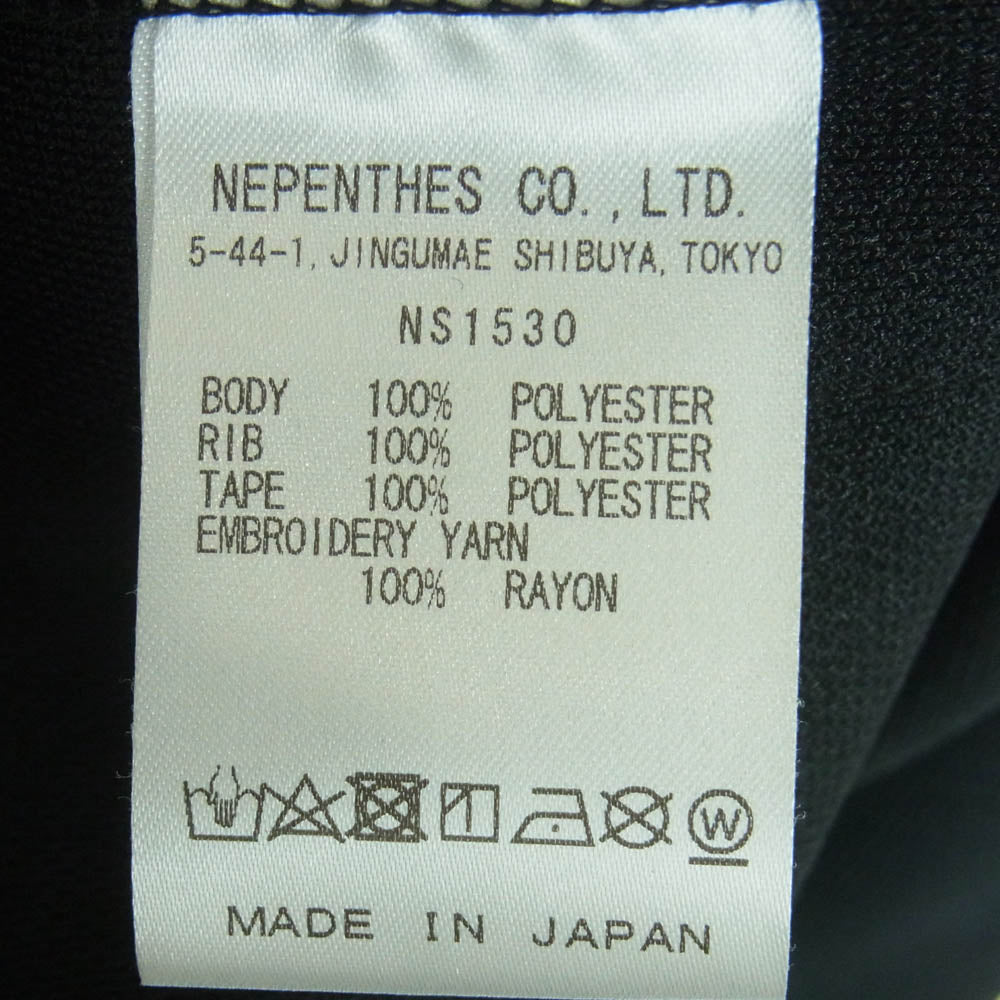 NEPENTHES CO., LTD.
5-44-1, JINGUMAE SHIBUYA, TOKYO
NS1530
BODY 100% POLYESTER
RIB 100% POLYESTER
TAPE 100% POLYESTER
EMBROIDERY YARN
100% RAYON
W
MADE IN JAPAN